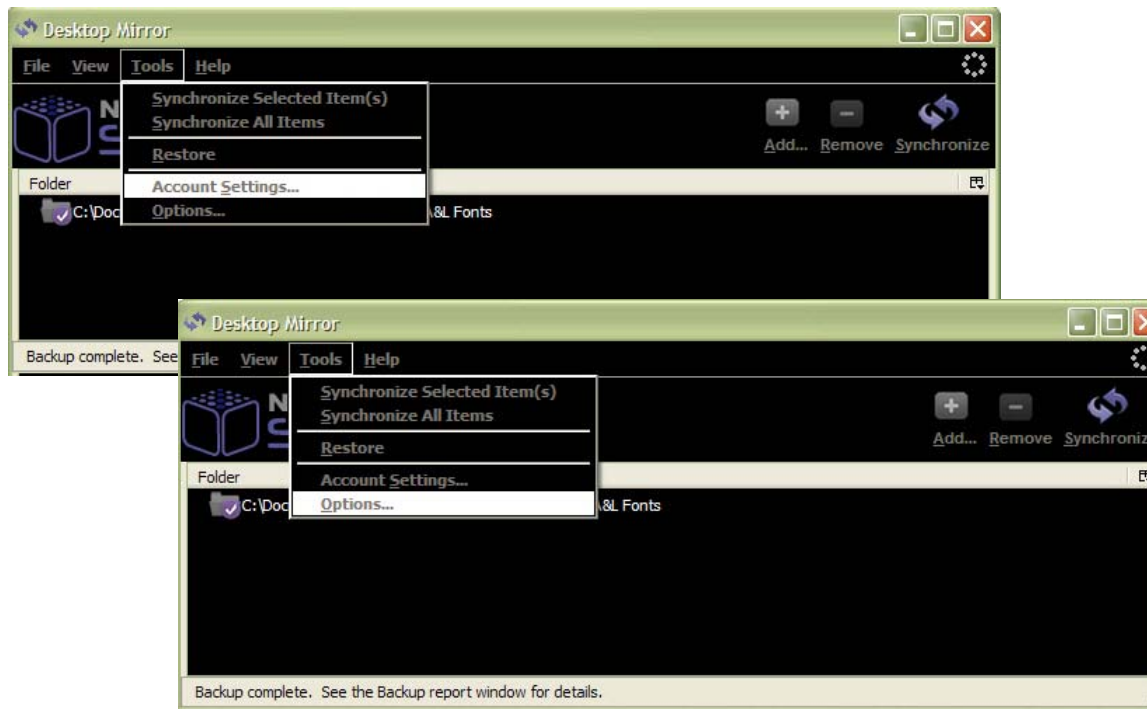 Desktop Mirror
File View Tools Help
Synchronize Selected Item(s)
Synchronize All Items
Restore
Account Settings...
Options...
N
S
Add... Remove Synchronize
Folder
C:\Doc &L Fonts
Backup complete. See
Desktop Mirror
File View Tools Help
Synchronize Selected Item(s)
Synchronize All Items
Restore
Account Settings...
Options...
N
S
Add... Remove Synchroniz
Folder
C:\Doc &L Fonts
Backup complete. See the Backup report window for details.